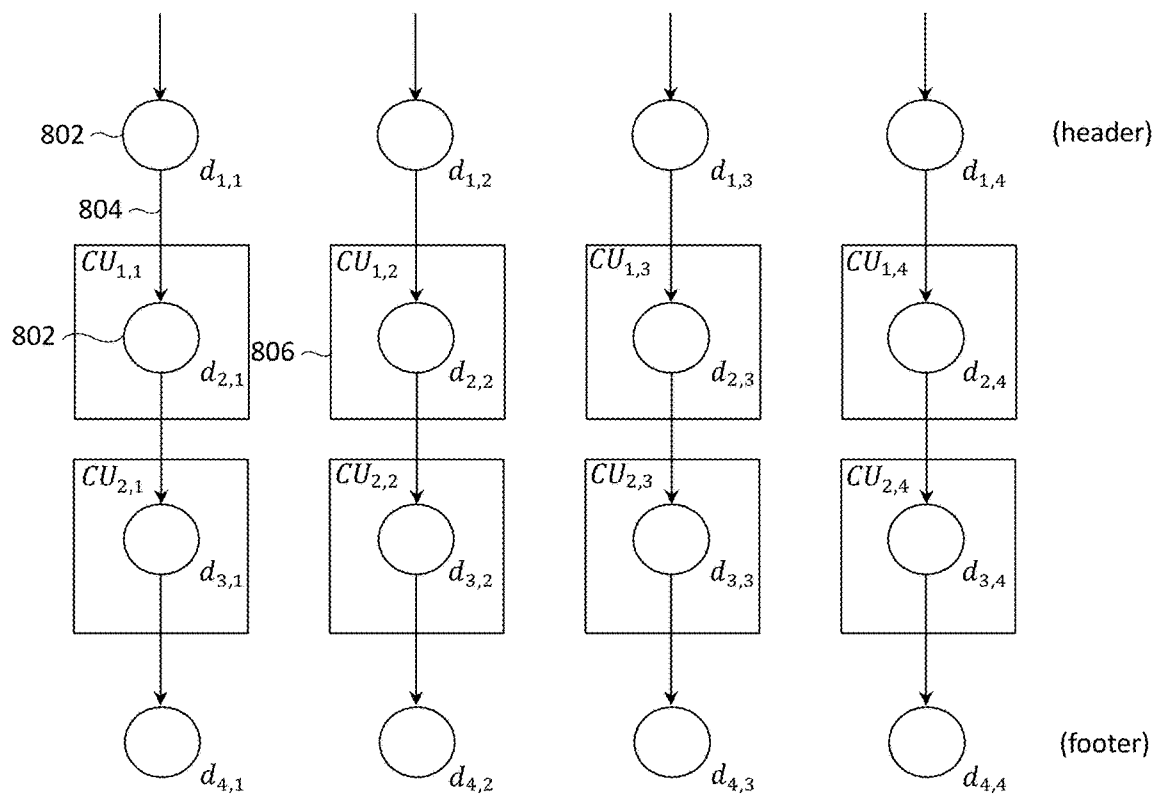 802
(header)
d1,1
d1,2
d1,3
d1,4
804
CU1,1
CU1,2
CU1,3
CU1,4
802
806
d2,1
d2,2
d2,3
d2,4
CU2,1
CU2,2
CU2,3
CU2,4
d3,1
d3,2
d3,3
d3,4
(footer)
d4,1
d4,2
d4,3
d4,4